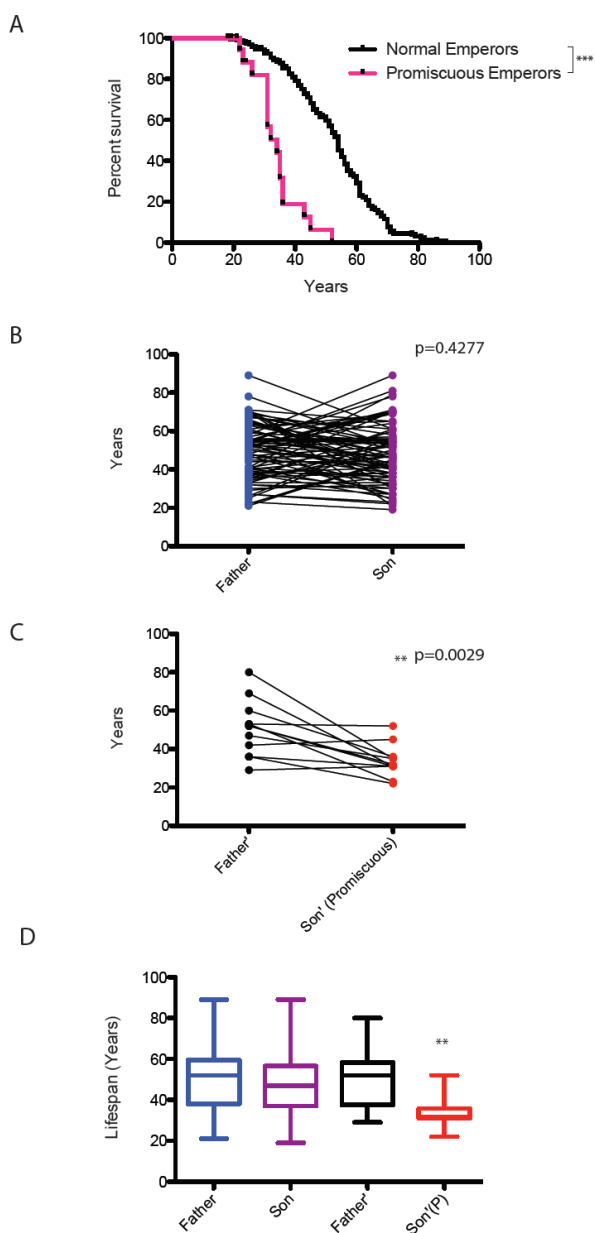 A
100
80
60
40
20
0
Percent survival
Normal Emperors
Promiscuous Emperors
***
0 20 40 60 80 100
Years
B
p=0.4277
100
80
60
40
20
0
Years
Father Son
C
** p=0.0029
100
80
60
40
20
0
Years
Father' Son' (Promiscuous)
D
100
80
60
40
20
0
Lifespan (Years)
**
Father Son Father' Son'(P)